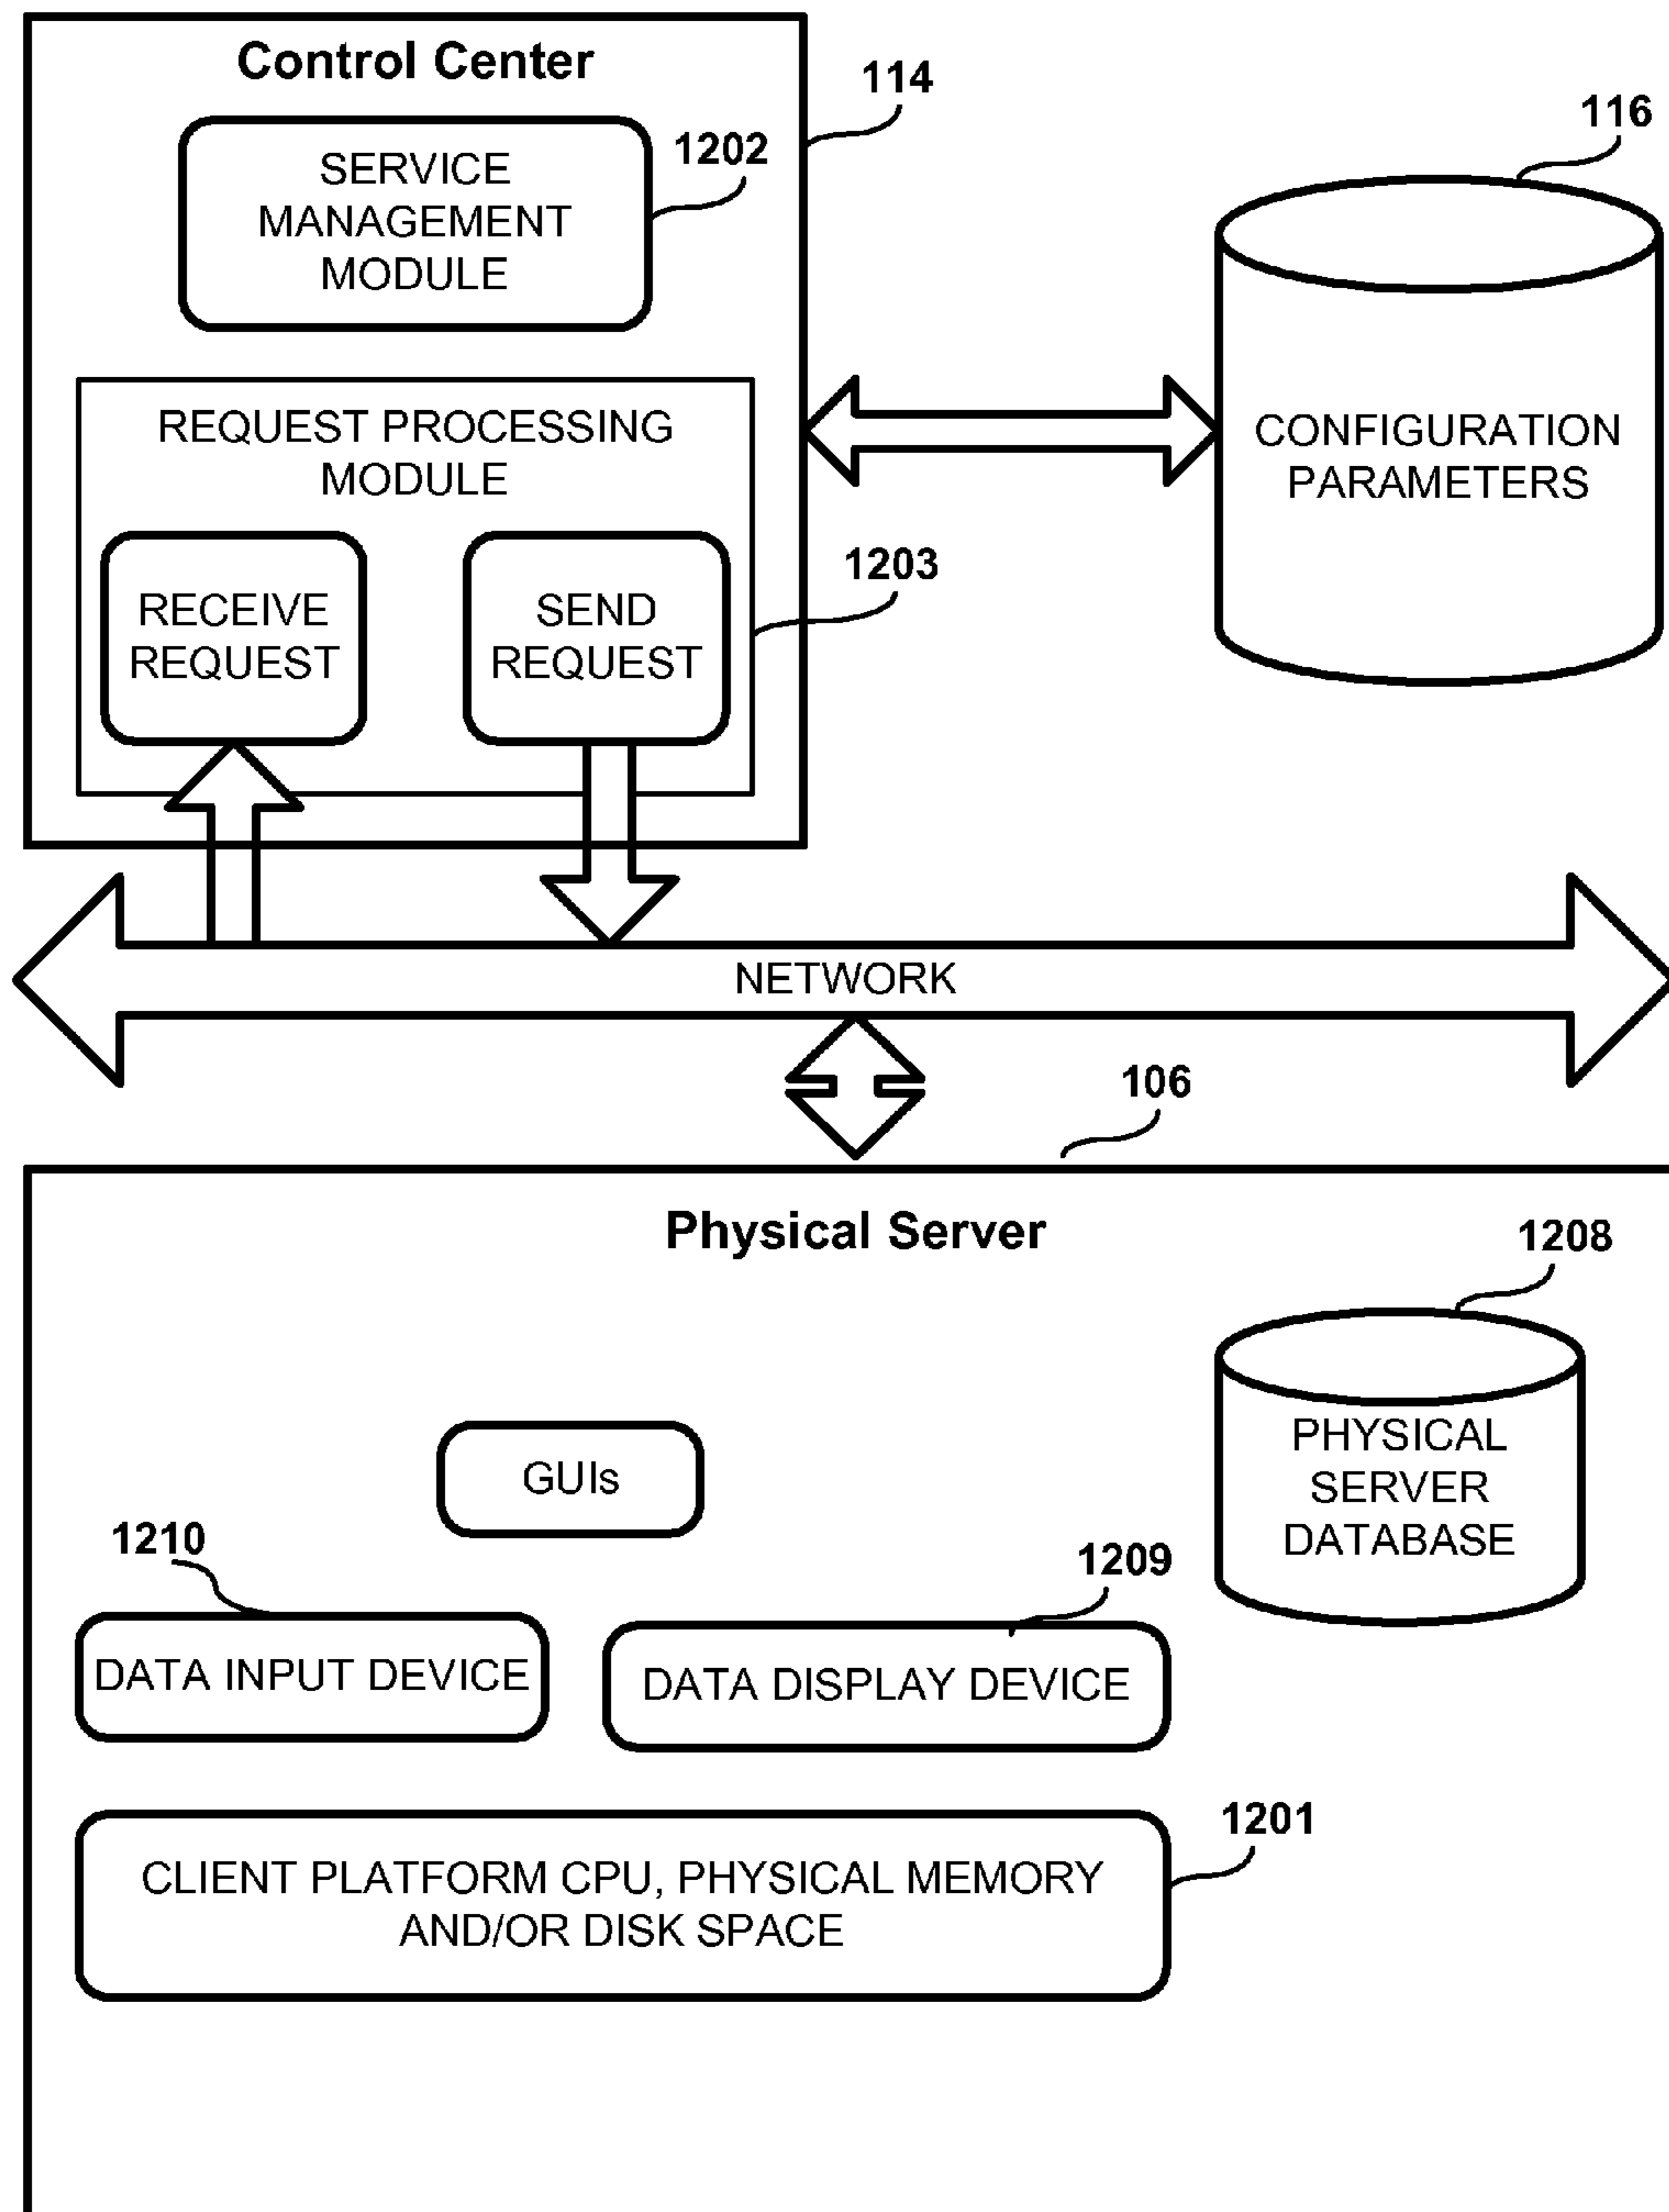 Control Center
114
116
1202
SERVICE
MANAGEMENT
MODULE
REQUEST PROCESSING
MODULE
CONFIGURATION
PARAMETERS
1203
RECEIVE
REQUEST
SEND
REQUEST
NETWORK
106
Physical Server
1208
PHYSICAL
SERVER
DATABASE
GUIs
1210
1209
DATA INPUT DEVICE
DATA DISPLAY DEVICE
1201
CLIENT PLATFORM CPU, PHYSICAL MEMORY
AND/OR DISK SPACE